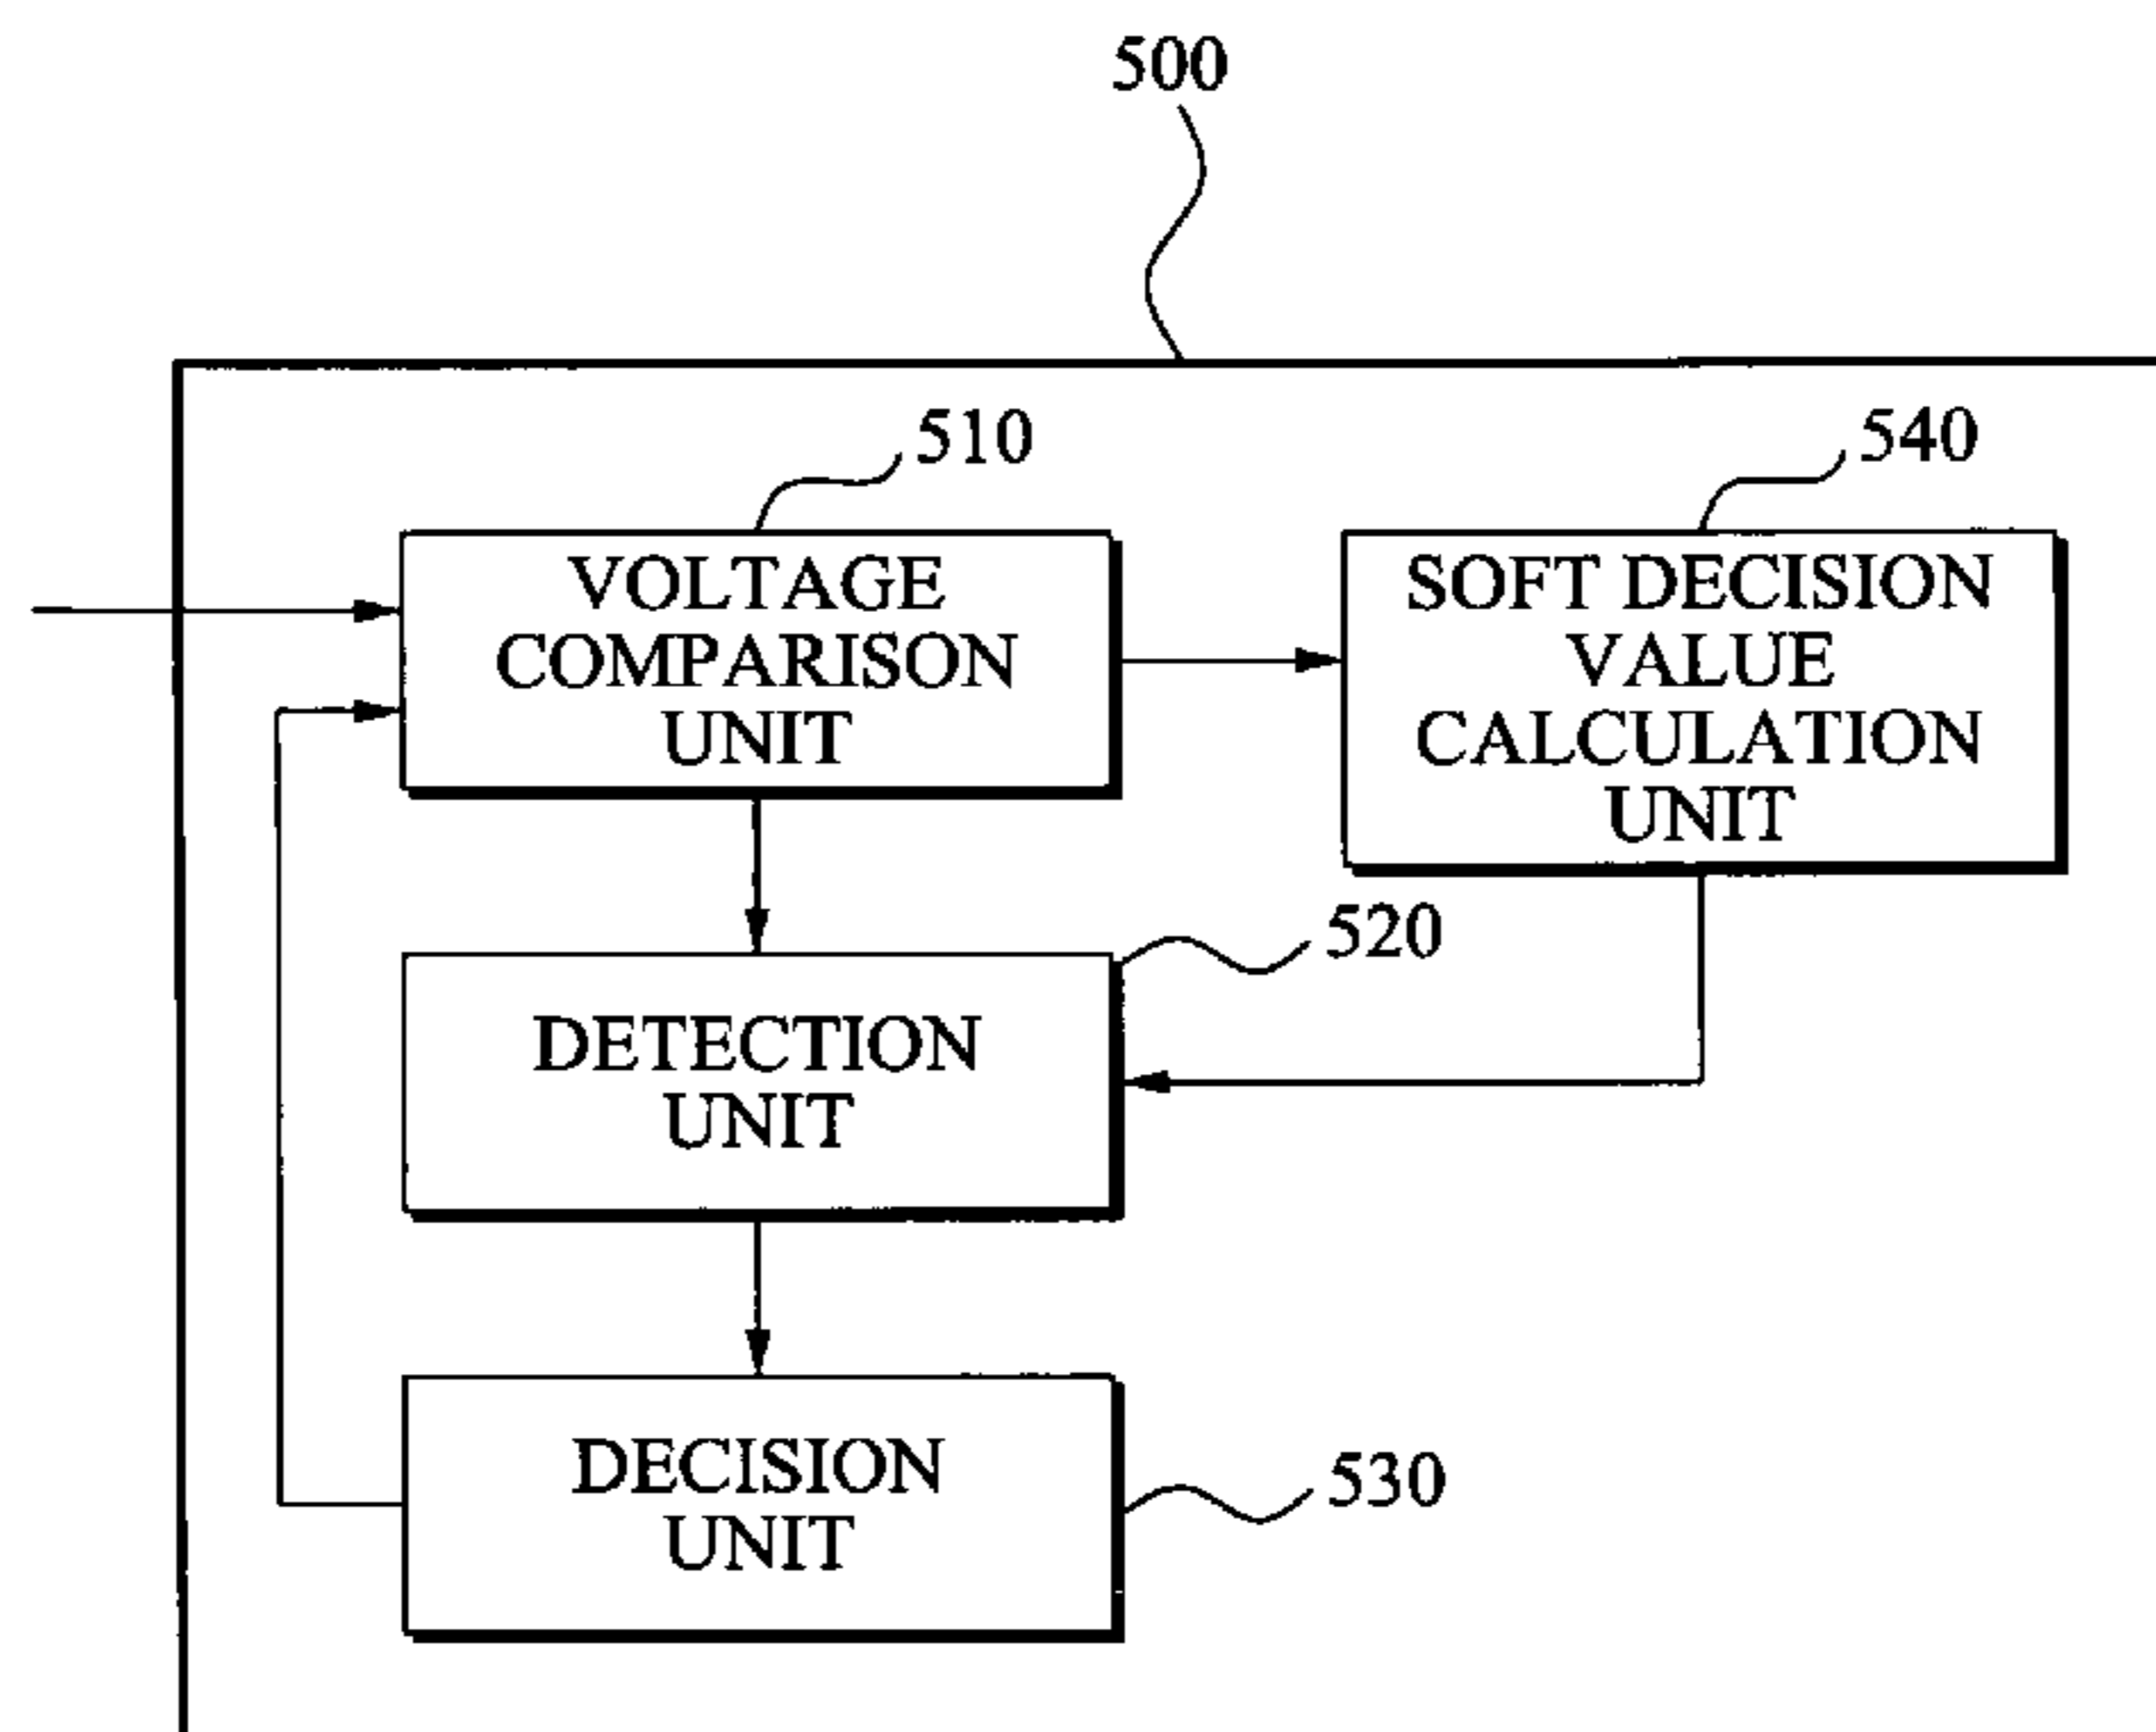 500
510
540
VOLTAGE
COMPARISON
UNIT
SOFT DECISION
VALUE
CALCULATION
UNIT
520
DETECTION
UNIT
DECISION
UNIT
530